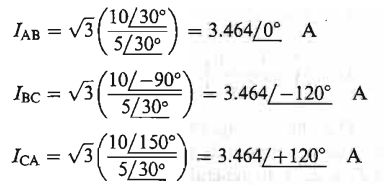 I_AB = √3(10/30° / 5/30°) = 3.464/0° A
I_BC = √3(10/−90° / 5/30°) = 3.464/−120° A
I_CA = √3(10/150° / 5/30°) = 3.464/+120° A